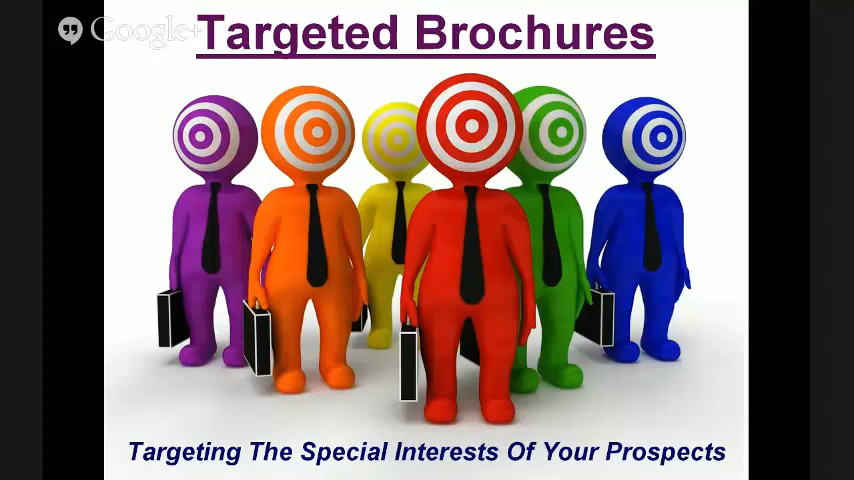 Google+
Targeted Brochures
Targeting The Special Interests Of Your Prospects